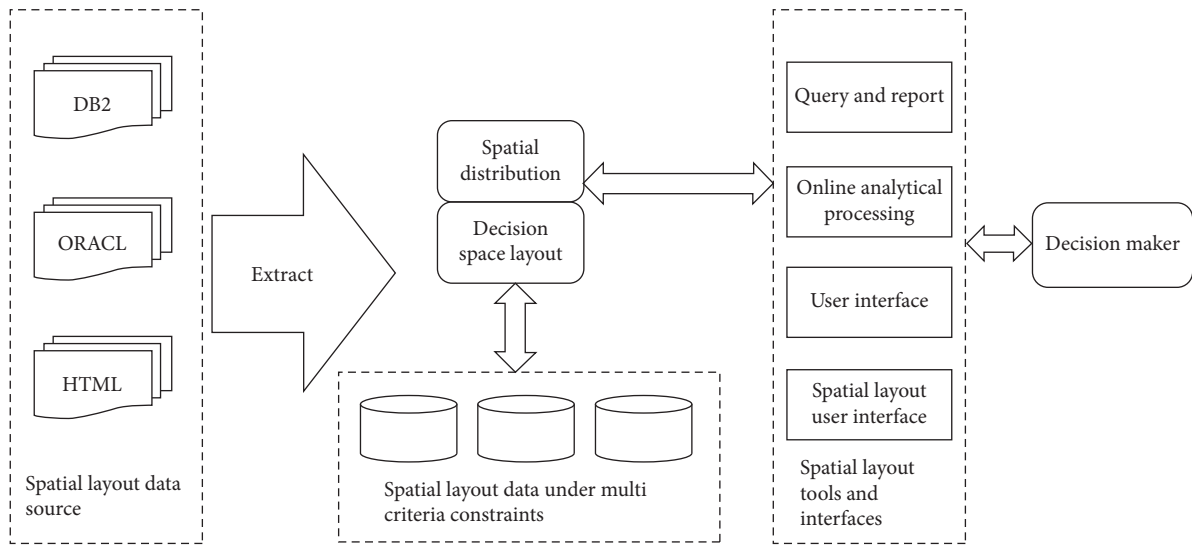 DB2
ORACL
HTML
Spatial layout data
source
Extract
Spatial
distribution
Decision
space layout
Spatial layout data under multi
criteria constraints
Query and report
Online analytical
processing
User interface
Spatial layout
user interface
Spatial layout
tools and
interfaces
Decision maker